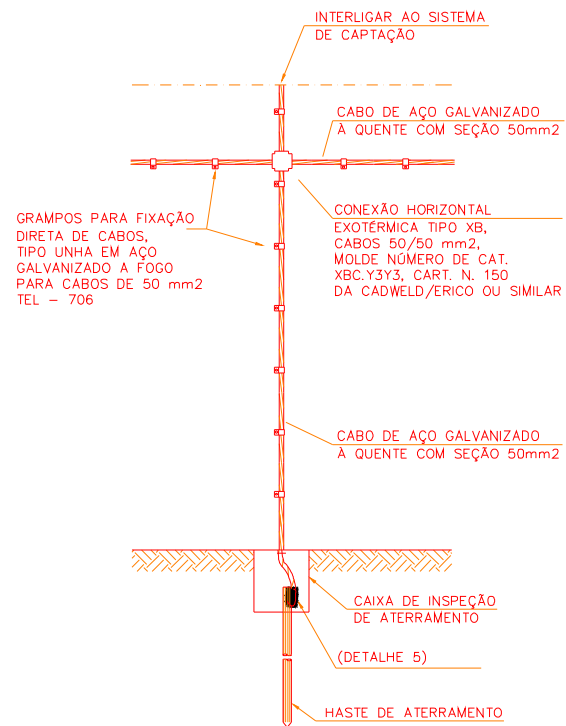 INTERLIGAR AO SISTEMA
DE CAPTAÇÃO
CABO DE AÇO GALVANIZADO
À QUENTE COM SEÇÃO 50mm2
GRAMPOS PARA FIXAÇÃO
DIRETA DE CABOS,
TIPO UNHA EM AÇO
GALVANIZADO A FOGO
PARA CABOS DE 50 mm2
TEL – 706
CONEXÃO HORIZONTAL
EXOTÉRMICA TIPO XB,
CABOS 50/50 mm2,
MOLDE NÚMERO DE CAT.
XBC.Y3Y3, CART. N. 150
DA CADWELD/ERICO OU SIMILAR
CABO DE AÇO GALVANIZADO
À QUENTE COM SEÇÃO 50mm2
CAIXA DE INSPEÇÃO
DE ATERRAMENTO
(DETALHE 5)
HASTE DE ATERRAMENTO